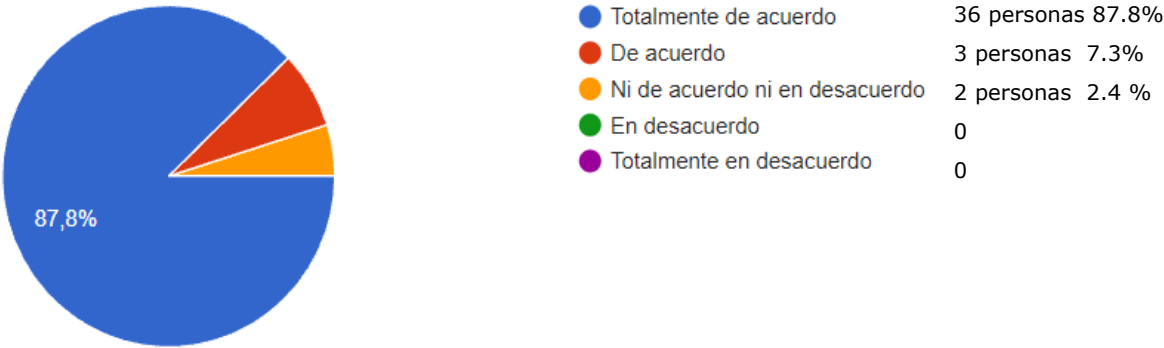 Totalmente de acuerdo 36 personas 87.8%
De acuerdo 3 personas 7.3%
Ni de acuerdo ni en desacuerdo 2 personas 2.4 %
En desacuerdo 0
Totalmente en desacuerdo 0
87,8%